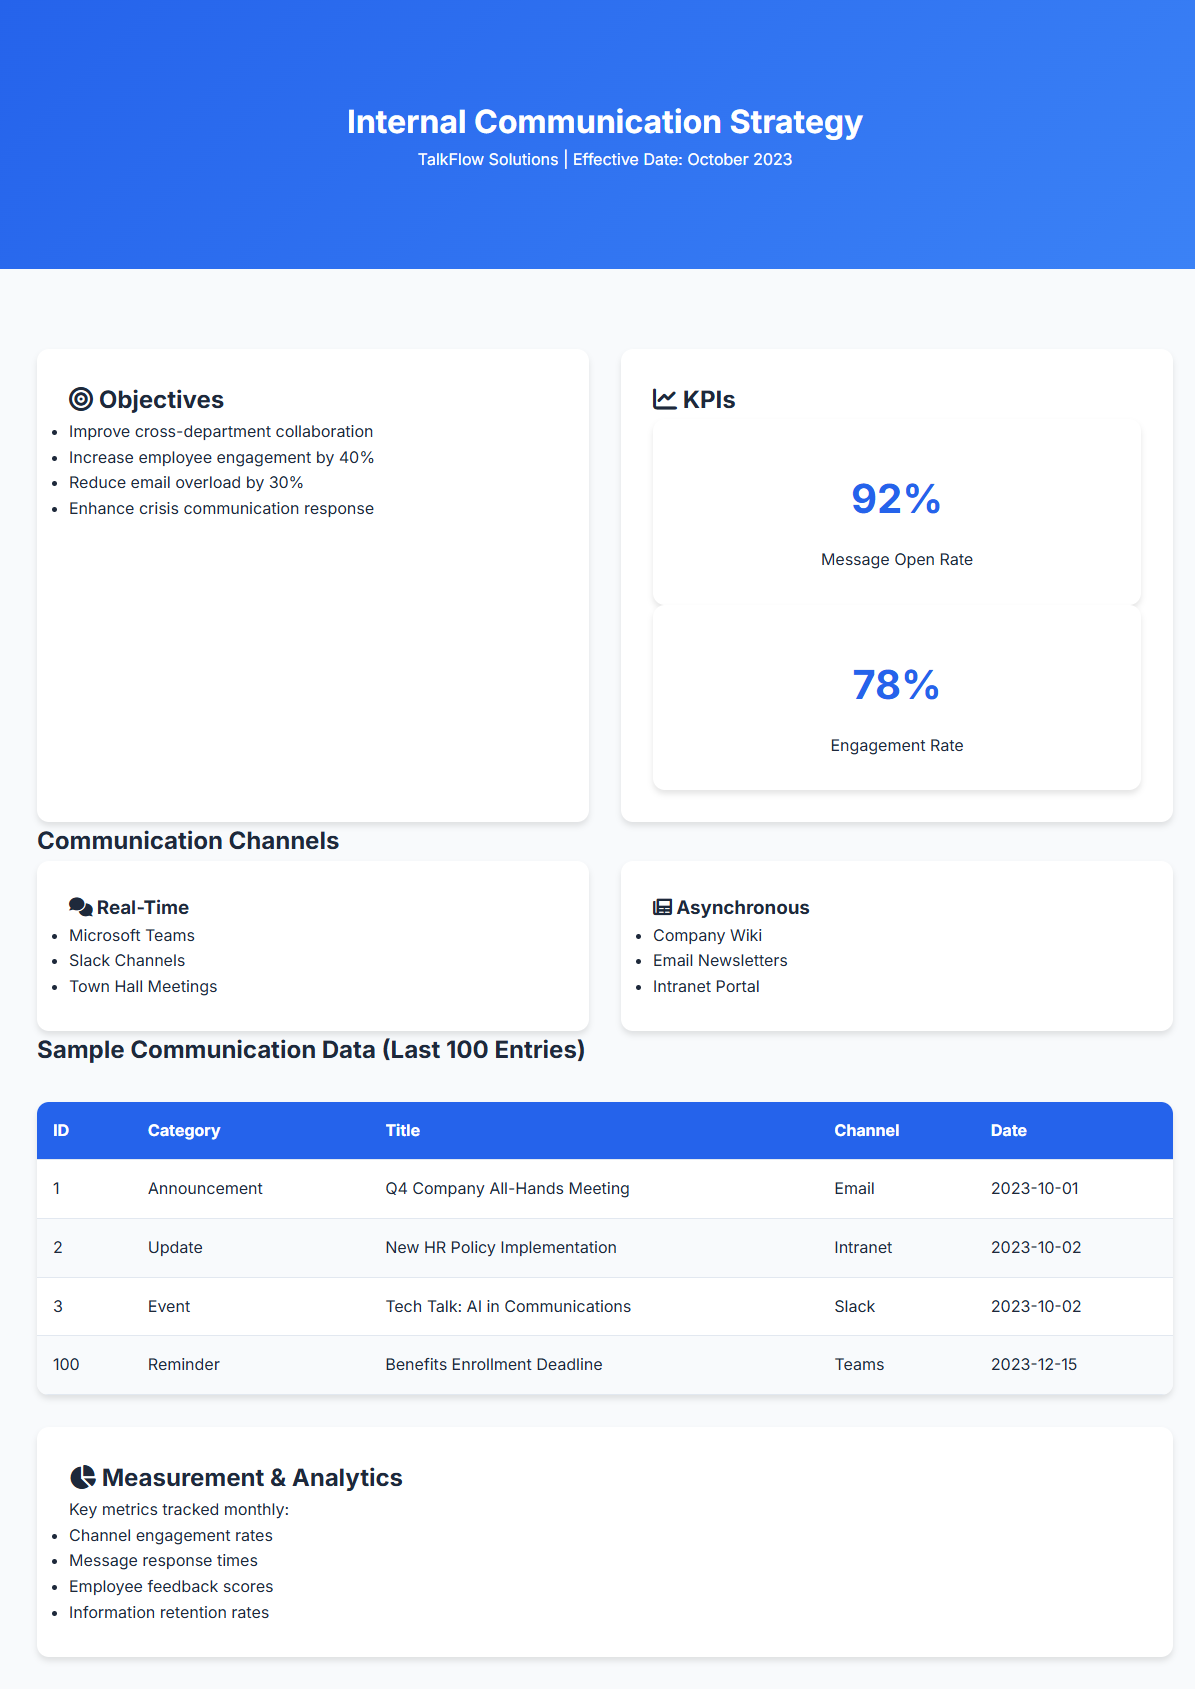 Internal Communication Strategy
TalkFlow Solutions | Effective Date: October 2023
Objectives
Improve cross-department collaboration
Increase employee engagement by 40%
Reduce email overload by 30%
Enhance crisis communication response
KPIs
92%
Message Open Rate
78%
Engagement Rate
Communication Channels
Real-Time
Microsoft Teams
Slack Channels
Town Hall Meetings
Asynchronous
Company Wiki
Email Newsletters
Intranet Portal
Sample Communication Data (Last 100 Entries)
ID Category Title Channel Date
1 Announcement Q4 Company All-Hands Meeting Email 2023-10-01
2 Update New HR Policy Implementation Intranet 2023-10-02
3 Event Tech Talk: AI in Communications Slack 2023-10-02
100 Reminder Benefits Enrollment Deadline Teams 2023-12-15
Measurement & Analytics
Key metrics tracked monthly:
Channel engagement rates
Message response times
Employee feedback scores
Information retention rates